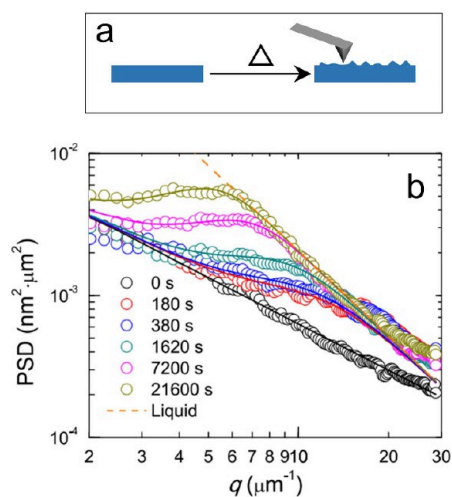 a
Δ
b
10⁻²
10⁻³
10⁻⁴
PSD (nm²·μm²)
0 s
180 s
380 s
1620 s
7200 s
21600 s
Liquid
2 3 4 5 6 7 8 9 10 20 30
q (μm⁻¹)